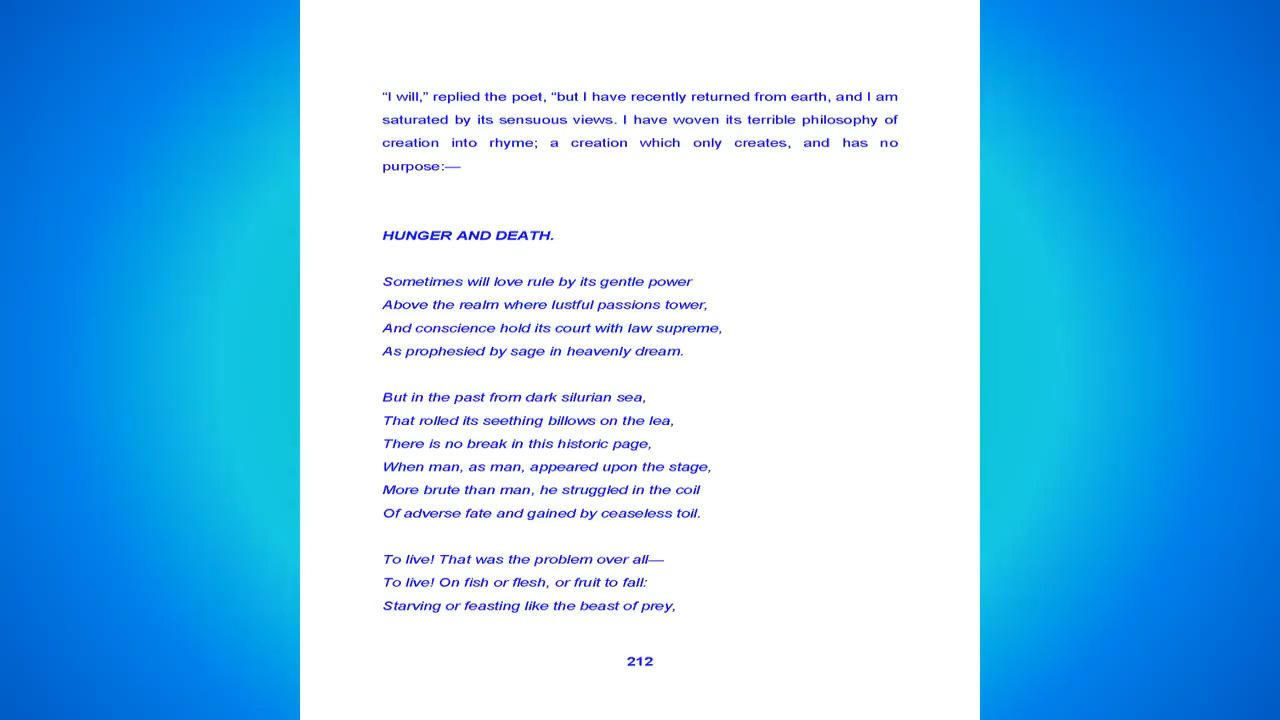 “I will,” replied the poet, “but I have recently returned from earth, and I am
saturated by its sensuous views. I have woven its terrible philosophy of
creation into rhyme; a creation which only creates, and has no
purpose:—
HUNGER AND DEATH.
Sometimes will love rule by its gentle power
Above the realm where lustful passions tower,
And conscience hold its court with law supreme,
As prophesied by sage in heavenly dream.
But in the past from dark silurian sea,
That rolled its seething billows on the lea,
There is no break in this historic page,
When man, as man, appeared upon the stage,
More brute than man, he struggled in the coil
Of adverse fate and gained by ceaseless toil.
To live! That was the problem over all—
To live! On fish or flesh, or fruit to fall:
Starving or feasting like the beast of prey,
212